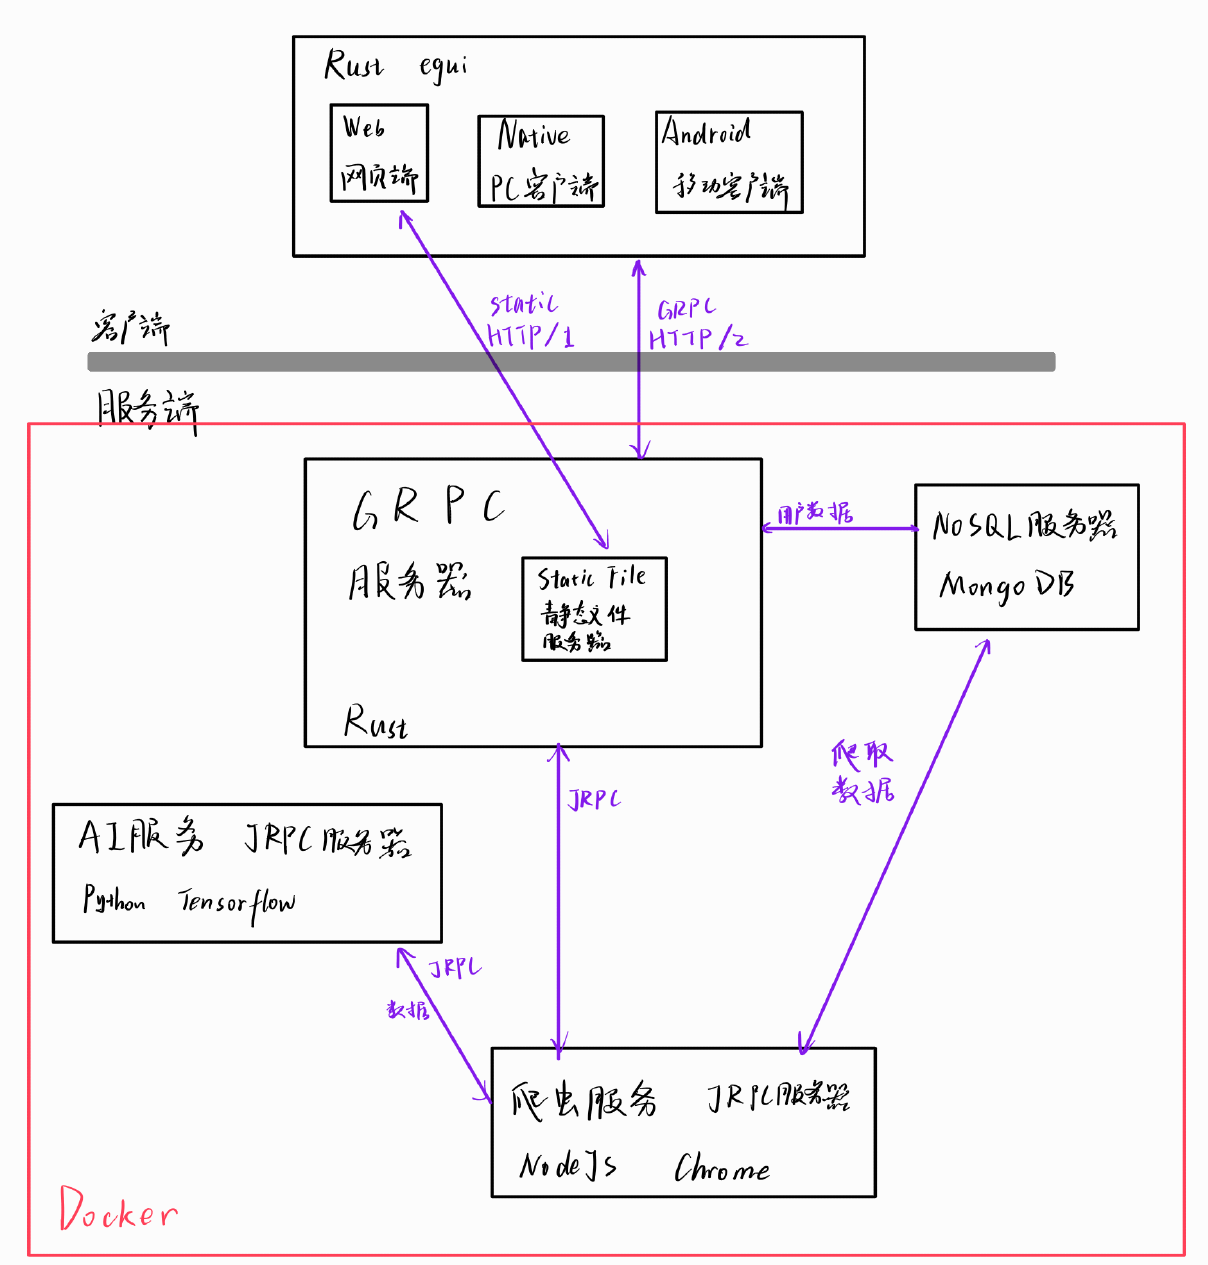 Rust egui
Web
网页端
Native
PC客户端
Android
移动客户端
static
HTTP/1
GRPC
HTTP/2
客户端
服务端
GRPC
服务器
Static File
静态文件
服务器
Rust
用户数据
NoSQL服务器
MongoDB
爬取
数据
JRPC
AI服务 JRPC服务器
Python Tensorflow
JRPC
数据
爬虫服务 JRPC服务器
NodeJS Chrome
Docker